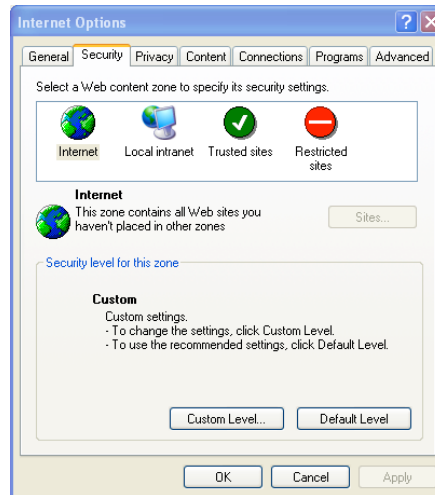 Internet Options
General Security Privacy Content Connections Programs Advanced
Select a Web content zone to specify its security settings.
Internet Local intranet Trusted sites Restricted sites
Internet
This zone contains all Web sites you
haven't placed in other zones
Sites...
Security level for this zone
Custom
Custom settings.
- To change the settings, click Custom Level.
- To use the recommended settings, click Default Level.
Custom Level... Default Level
OK Cancel Apply